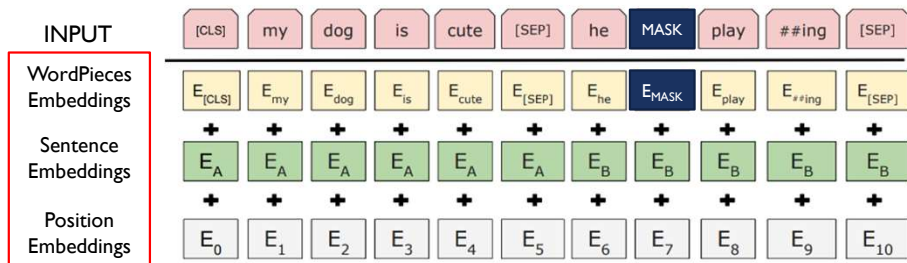 INPUT [CLS] my dog is cute [SEP] he MASK play ##ing [SEP]
WordPieces
Embeddings
E[CLS] Emy Edog Eis Ecute E[SEP] Ehe EMASK Eplay E##ing E[SEP]
+ + + + + + + + + + +
Sentence
Embeddings
EA EA EA EA EA EA EB EB EB EB EB
+ + + + + + + + + + +
Position
Embeddings
E0 E1 E2 E3 E4 E5 E6 E7 E8 E9 E10